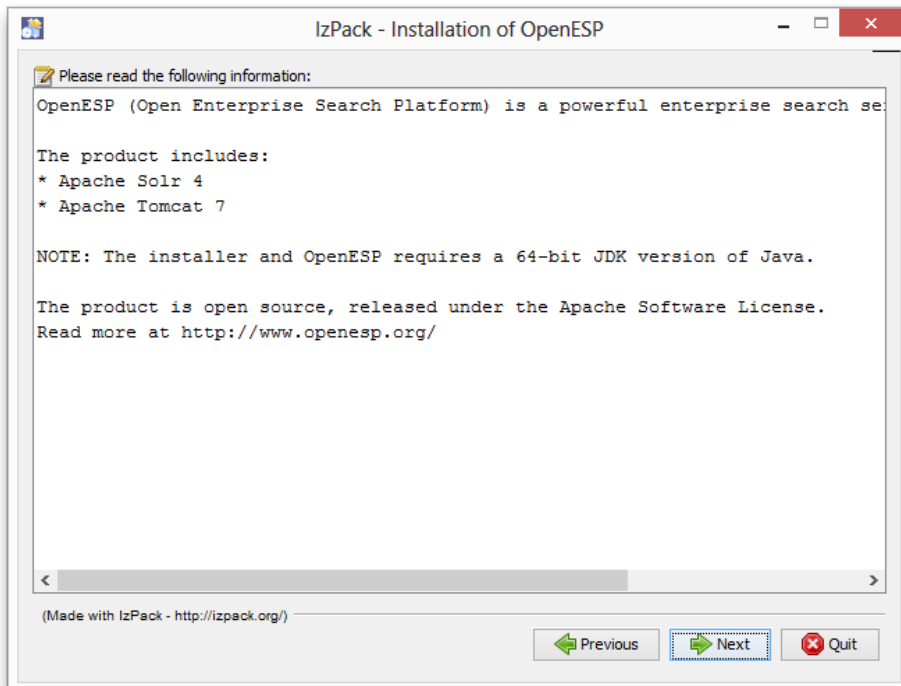 IzPack - Installation of OpenESP
Please read the following information:
OpenESP (Open Enterprise Search Platform) is a powerful enterprise search
The product includes:
* Apache Solr 4
* Apache Tomcat 7
NOTE: The installer and OpenESP requires a 64-bit JDK version of Java.
The product is open source, released under the Apache Software License.
Read more at http://www.openesp.org/
(Made with IzPack - http://izpack.org/)
Previous Next Quit